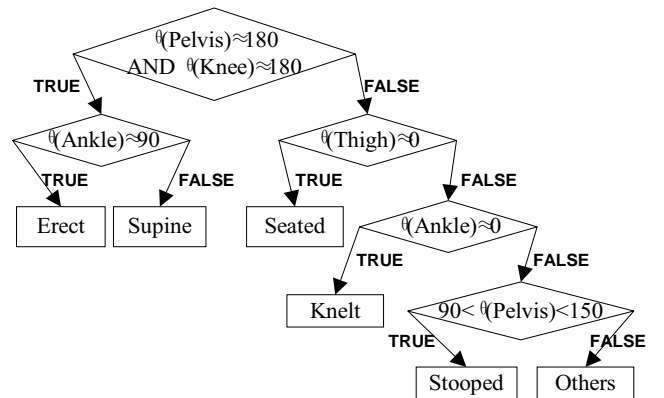 θ(Pelvis)≈180
AND θ(Knee)≈180
TRUE
FALSE
θ(Ankle)≈90
θ(Thigh)≈0
TRUE
FALSE
TRUE
FALSE
Erect
Supine
Seated
θ(Ankle)≈0
TRUE
FALSE
Knelt
90< θ(Pelvis)<150
TRUE
FALSE
Stooped
Others